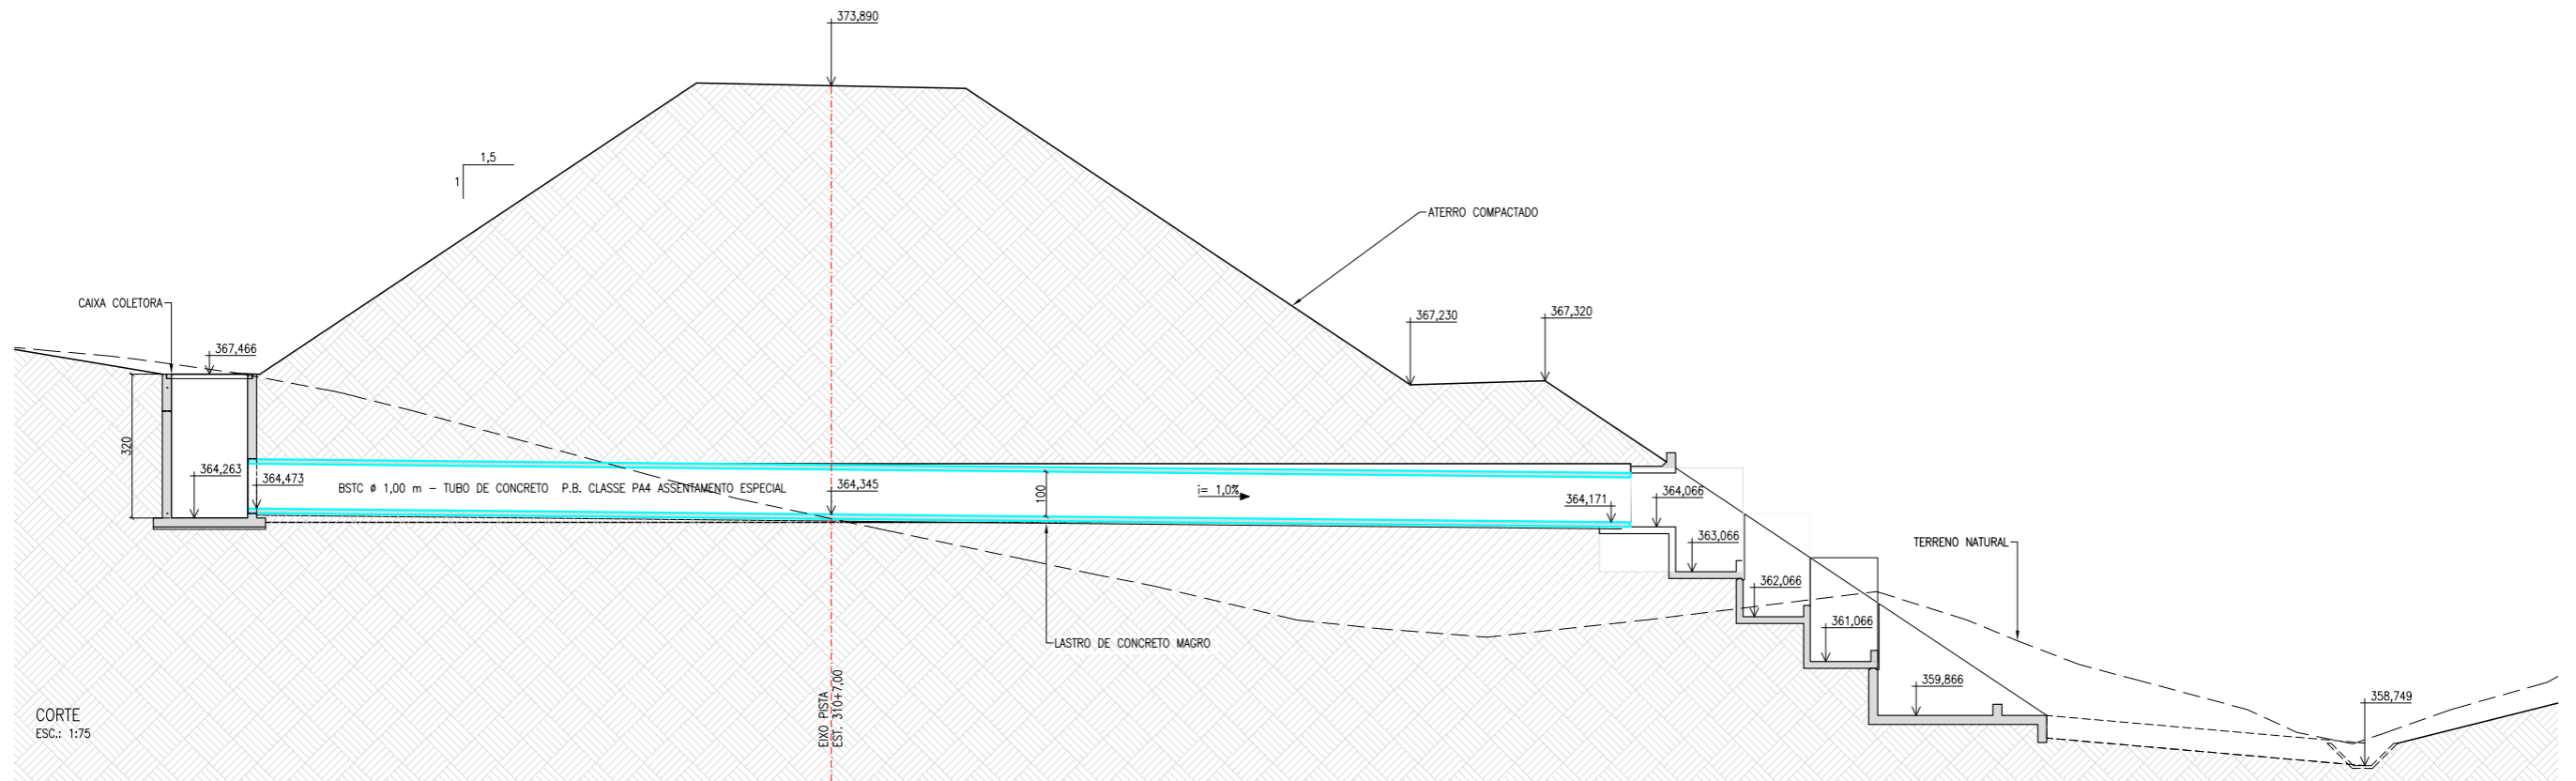 373,890
1,5
1
ATERRO COMPACTADO
CAIXA COLETORA
367,230
367,320
367,466
320
364,263
364,473
BSTC ø 1,00 m - TUBO DE CONCRETO P.B. CLASSE PA4 ASSENTAMENTO ESPECIAL
364,345
100
i= 1,0%
364,171
364,066
363,066
TERRENO NATURAL
362,066
361,066
LASTRO DE CONCRETO MAGRO
359,866
358,749
EIXO PISTA
EST. 310+7,00
CORTE
ESC.: 1:75